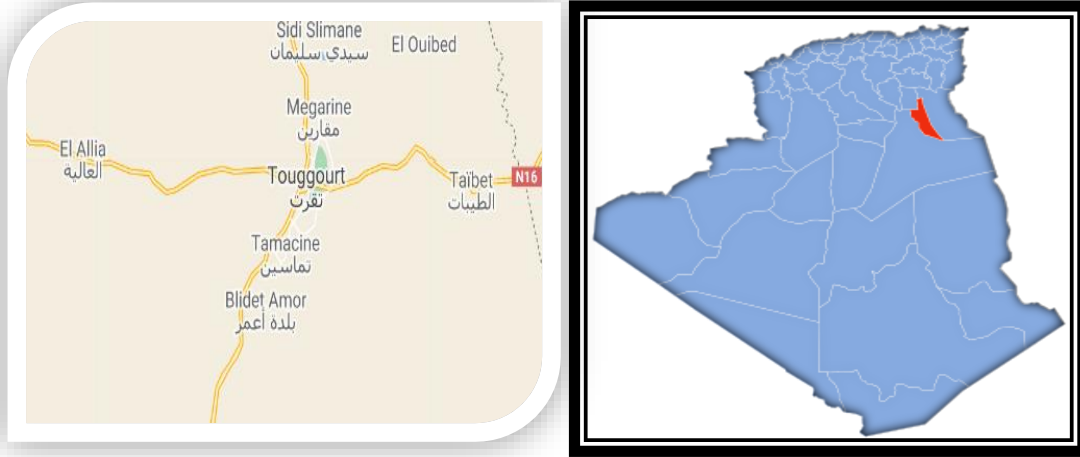 Sidi Slimane
سيدي سليمان
El Ouibed
Megarine
مقارين
El Allia
العالية
Touggourt
تقرت
Taïbet
الطيبات
N16
Tamacine
تماسين
Blidet Amor
بلدة أعمر